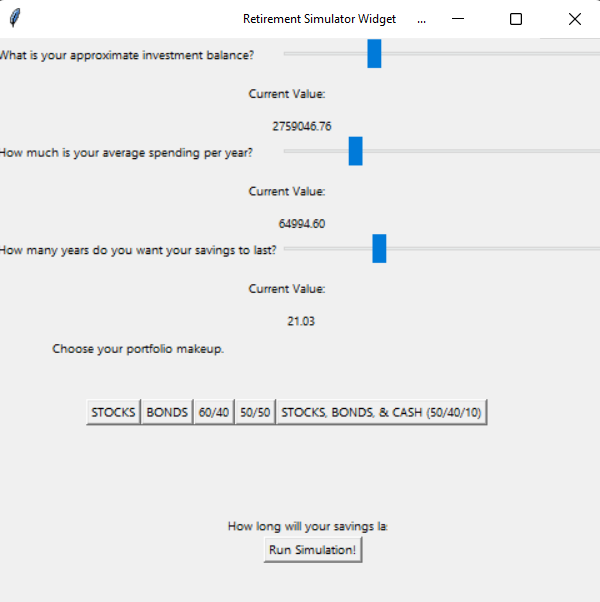 Retirement Simulator Widget ...
What is your approximate investment balance?
Current Value:
2759046.76
How much is your average spending per year?
Current Value:
64994.60
How many years do you want your savings to last?
Current Value:
21.03
Choose your portfolio makeup.
STOCKS BONDS 60/40 50/50 STOCKS, BONDS, & CASH (50/40/10)
How long will your savings la
Run Simulation!